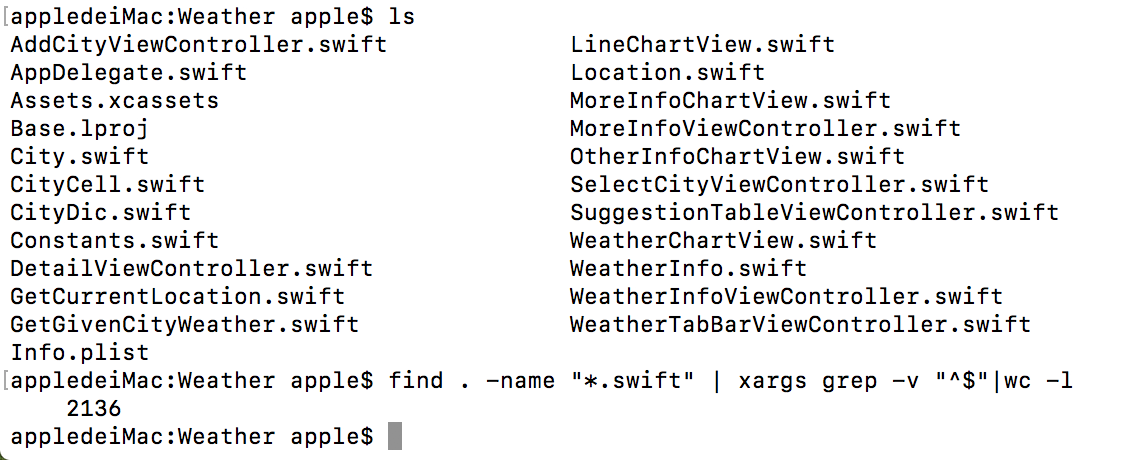 [appledeiMac:Weather apple$ ls
AddCityViewController.swift LineChartView.swift
AppDelegate.swift Location.swift
Assets.xcassets MoreInfoChartView.swift
Base.lproj MoreInfoViewController.swift
City.swift OtherInfoChartView.swift
CityCell.swift SelectCityViewController.swift
CityDic.swift SuggestionTableViewController.swift
Constants.swift WeatherChartView.swift
DetailViewController.swift WeatherInfo.swift
GetCurrentLocation.swift WeatherInfoViewController.swift
GetGivenCityWeather.swift WeatherTabBarViewController.swift
Info.plist
[appledeiMac:Weather apple$ find . -name "*.swift" | xargs grep -v "^$"|wc -l
2136
appledeiMac:Weather apple$